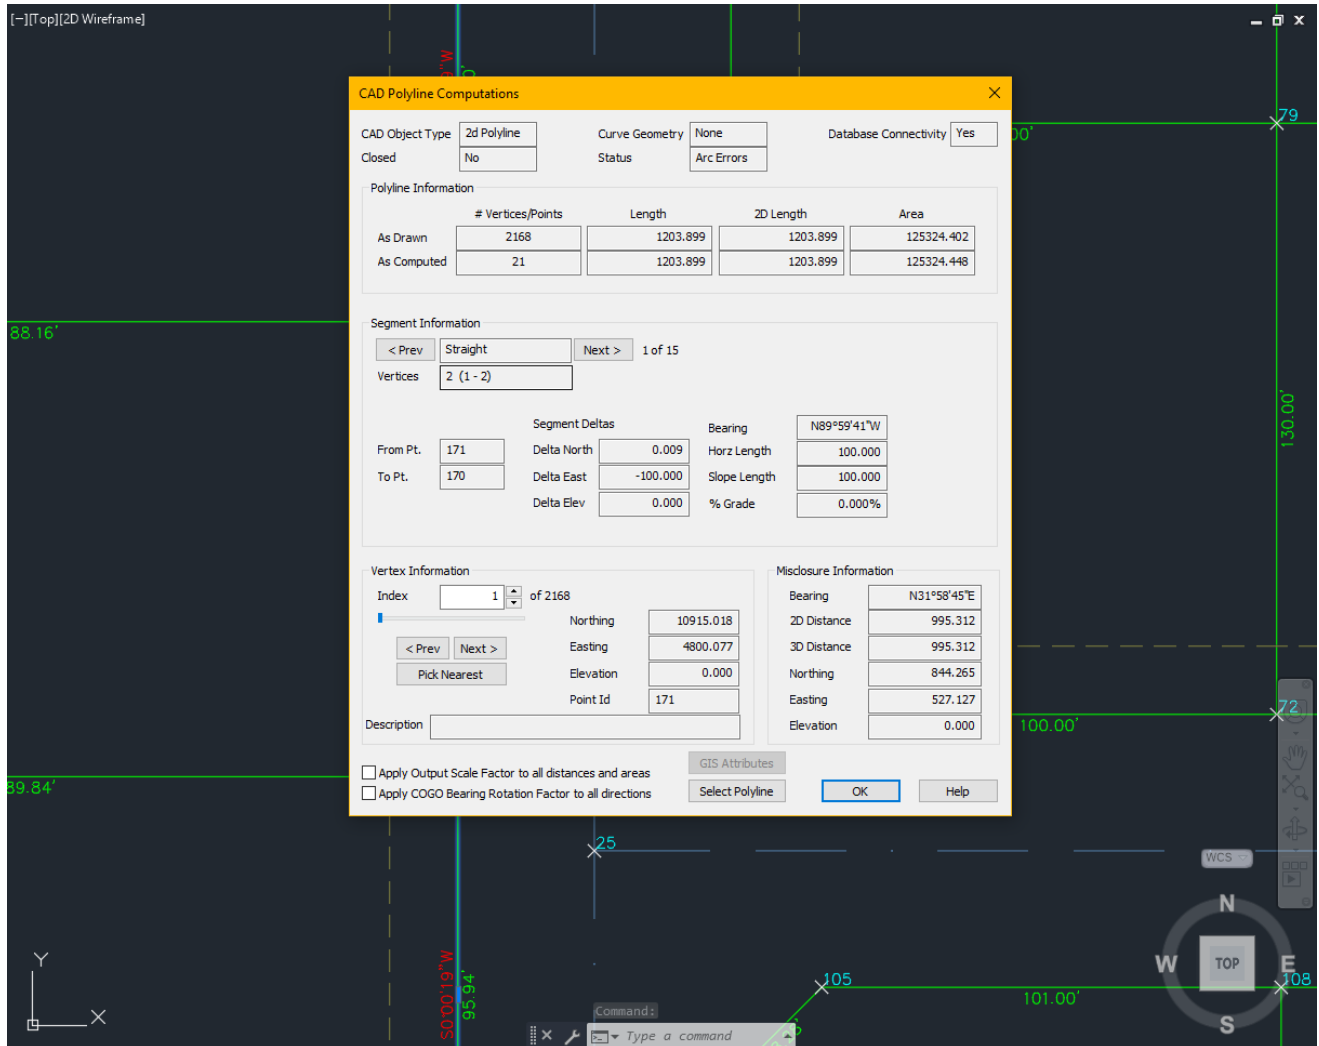 [−][Top][2D Wireframe]
79
CAD Polyline Computations
CAD Object Type 2d Polyline Curve Geometry None Database Connectivity Yes
Closed No Status Arc Errors
Polyline Information
# Vertices/Points Length 2D Length Area
As Drawn 2168 1203.899 1203.899 125324.402
As Computed 21 1203.899 1203.899 125324.448
88.16'
Segment Information
< Prev Straight Next > 1 of 15
Vertices 2 (1 - 2)
130.00'
Segment Deltas Bearing N89°59'41"W
From Pt. 171 Delta North 0.009 Horz Length 100.000
To Pt. 170 Delta East -100.000 Slope Length 100.000
Delta Elev 0.000 % Grade 0.000%
Vertex Information Misclosure Information
Index 1 of 2168 Bearing N31°58'45"E
Northing 10915.018 2D Distance 995.312
< Prev Next > Easting 4800.077 3D Distance 995.312
Pick Nearest Elevation 0.000 Northing 844.265
Point Id 171 Easting 527.127
Description Elevation 0.000
72
100.00'
GIS Attributes
Apply Output Scale Factor to all distances and areas
Apply COGO Bearing Rotation Factor to all directions Select Polyline OK Help
89.84'
25
WCS
N
W TOP E
S
S0°00'19"W
95.94'
105
101.00'
108
Y
X
Command:
Type a command